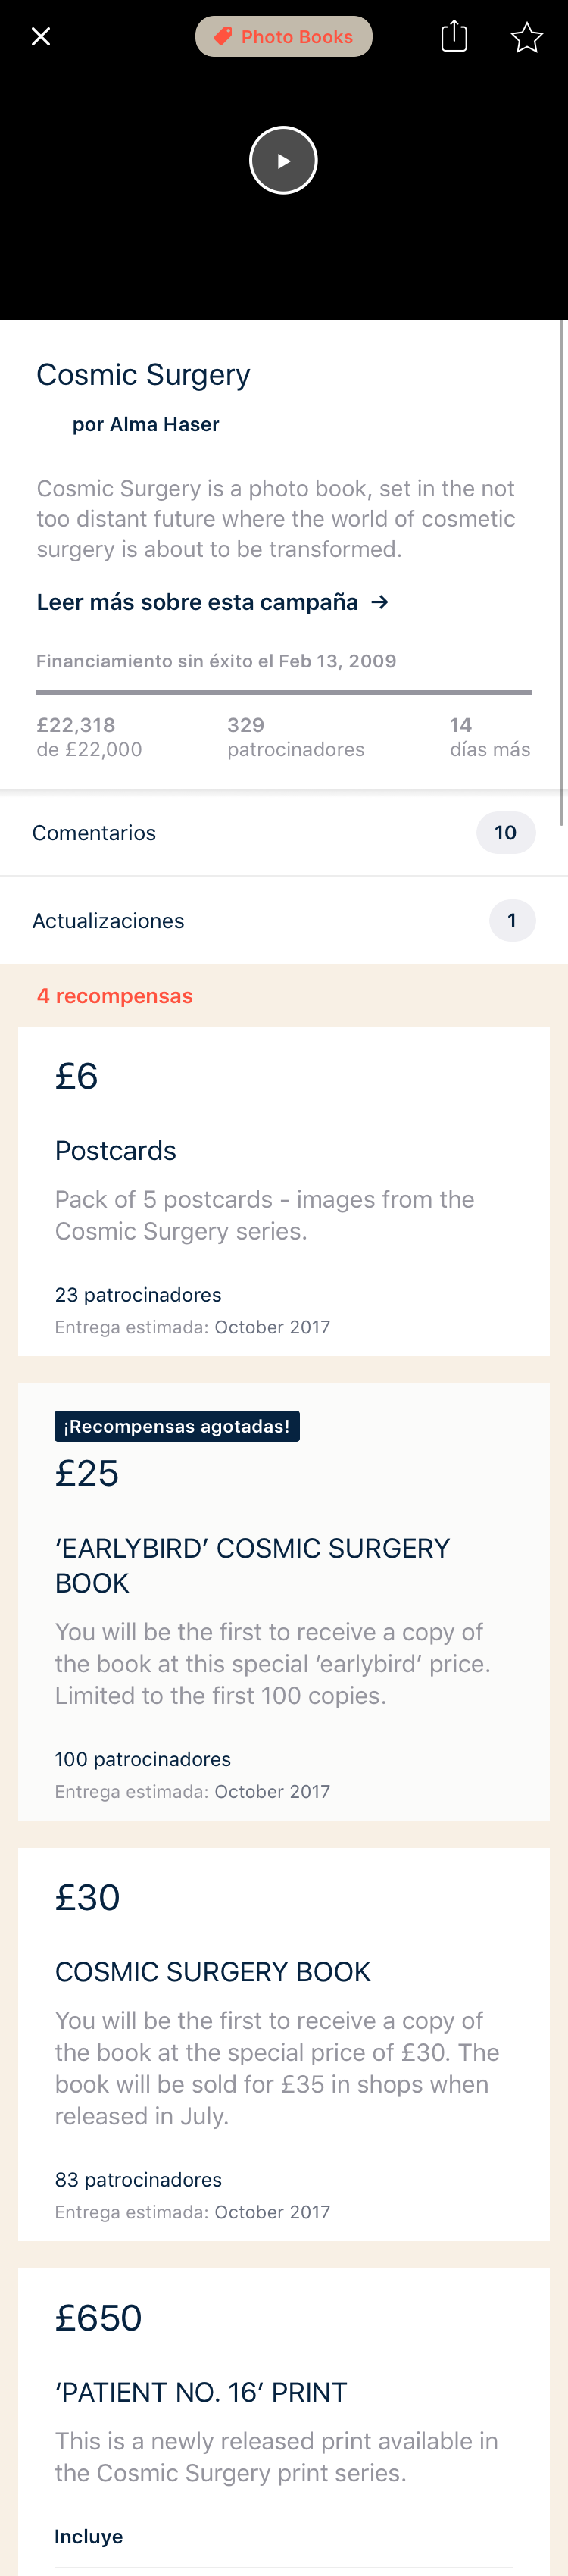 Photo Books
Cosmic Surgery
por Alma Haser
Cosmic Surgery is a photo book, set in the not
too distant future where the world of cosmetic
surgery is about to be transformed.
Leer más sobre esta campaña →
Financiamiento sin éxito el Feb 13, 2009
£22,318 329 14
de £22,000 patrocinadores días más
Comentarios 10
Actualizaciones 1
4 recompensas
£6
Postcards
Pack of 5 postcards - images from the
Cosmic Surgery series.
23 patrocinadores
Entrega estimada: October 2017
¡Recompensas agotadas!
£25
‘EARLYBIRD’ COSMIC SURGERY
BOOK
You will be the first to receive a copy of
the book at this special ‘earlybird’ price.
Limited to the first 100 copies.
100 patrocinadores
Entrega estimada: October 2017
£30
COSMIC SURGERY BOOK
You will be the first to receive a copy of
the book at the special price of £30. The
book will be sold for £35 in shops when
released in July.
83 patrocinadores
Entrega estimada: October 2017
£650
‘PATIENT NO. 16’ PRINT
This is a newly released print available in
the Cosmic Surgery print series.
Incluye